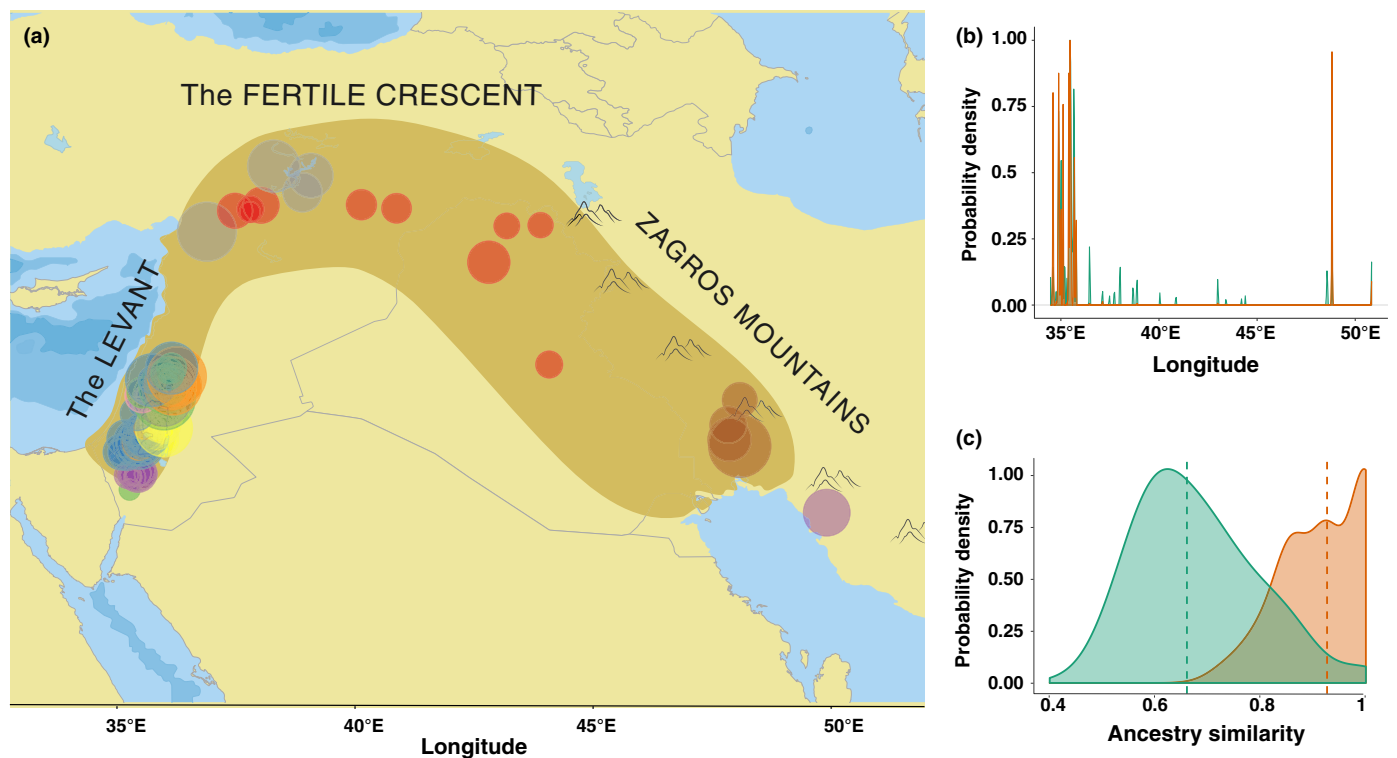 (a)
The FERTILE CRESCENT
ZAGROS MOUNTAINS
The LEVANT
35°E
40°E
45°E
50°E
Longitude
(b)
1.00
0.75
0.5
0.25
0.00
Probability density
35°E
40°E
45°E
50°E
Longitude
(c)
1.00
0.75
0.50
0.25
0.00
Probability density
0.4
0.6
0.8
1
Ancestry similarity